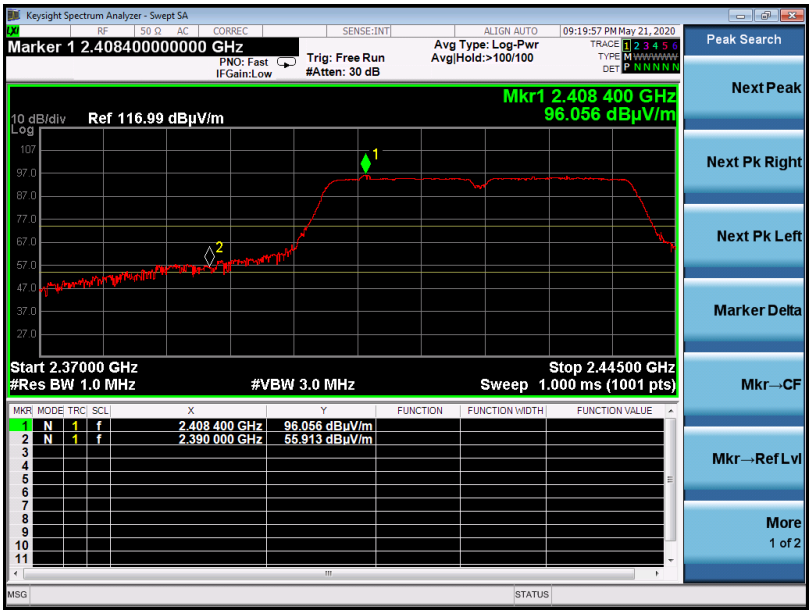 Keysight Spectrum Analyzer - Swept SA
LXI RF 50 Ω AC CORREC SENSE:INT ALIGN AUTO 09:19:57 PM May 21, 2020
Marker 1 2.408400000000 GHz
PNO: Fast
IFGain:Low
Trig: Free Run
#Atten: 30 dB
Avg Type: Log-Pwr
Avg|Hold:>100/100
TRACE 1 2 3 4 5 6
TYPE M WWWWW
DET P N N N N N
Mkr1 2.408 400 GHz
96.056 dBµV/m
10 dB/div Ref 116.99 dBµV/m
Log
107
97.0
87.0
77.0
67.0
57.0
47.0
37.0
27.0
1
2
Start 2.37000 GHz Stop 2.44500 GHz
#Res BW 1.0 MHz #VBW 3.0 MHz Sweep 1.000 ms (1001 pts)
MKR MODE TRC SCL X Y FUNCTION FUNCTION WIDTH FUNCTION VALUE
1 N 1 f 2.408 400 GHz 96.056 dBµV/m
2 N 1 f 2.390 000 GHz 55.913 dBµV/m
3
4
5
6
7
8
9
10
11
MSG STATUS
Peak Search
Next Peak
Next Pk Right
Next Pk Left
Marker Delta
Mkr→CF
Mkr→Ref Lvl
More
1 of 2